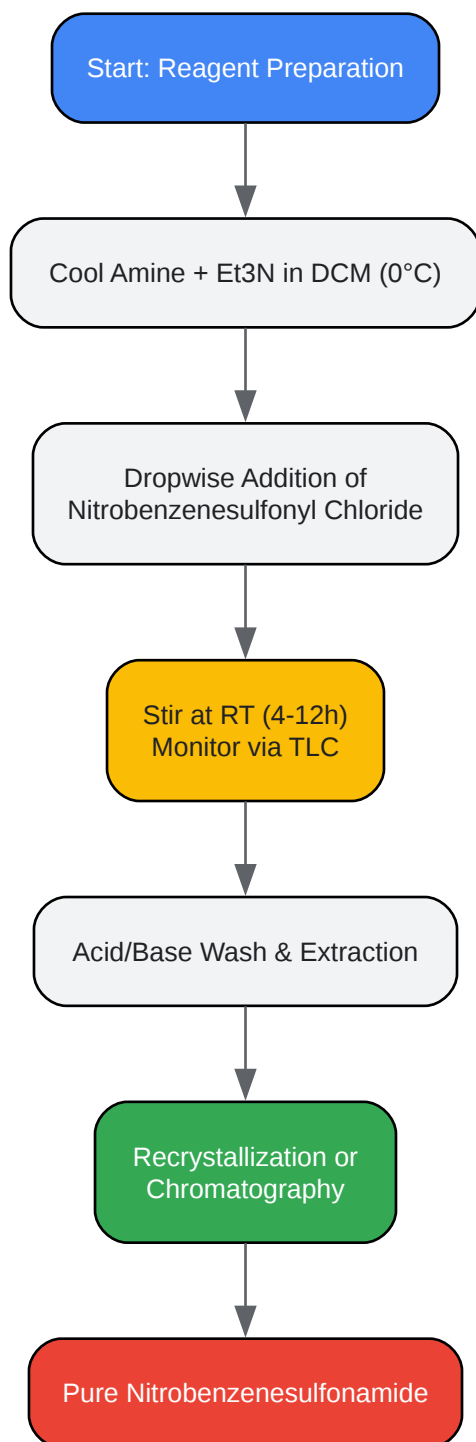 Start: Reagent Preparation
Cool Amine + Et3N in DCM (0°C)
Dropwise Addition of
Nitrobenzenesulfonyl Chloride
Stir at RT (4-12h)
Monitor via TLC
Acid/Base Wash & Extraction
Recrystallization or
Chromatography
Pure Nitrobenzenesulfonamide